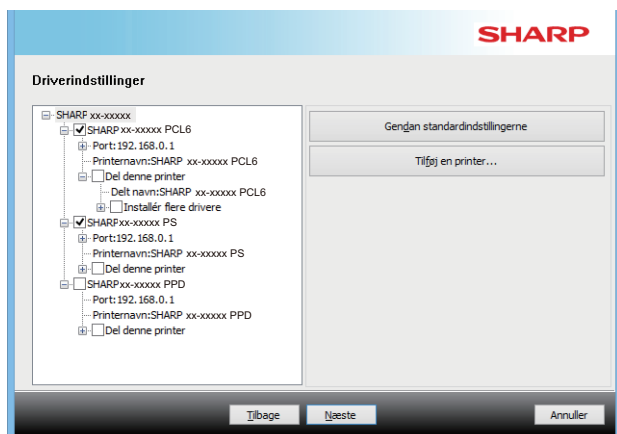 SHARP
Driverindstillinger
SHARP xx-xxxxx
SHARP xx-xxxxx PCL6
Port:192.168.0.1
Printernavn:SHARP xx-xxxxx PCL6
Del denne printer
Delt navn:SHARP xx-xxxxx PCL6
Installér flere drivere
SHARPxx-xxxxx PS
Port:192.168.0.1
Printernavn:SHARP xx-xxxxx PS
Del denne printer
SHARPxx-xxxxx PPD
Port:192.168.0.1
Printernavn:SHARP xx-xxxxx PPD
Del denne printer
Gendan standardindstillingerne
Tilføj en printer...
Tilbage
Næste
Annuller